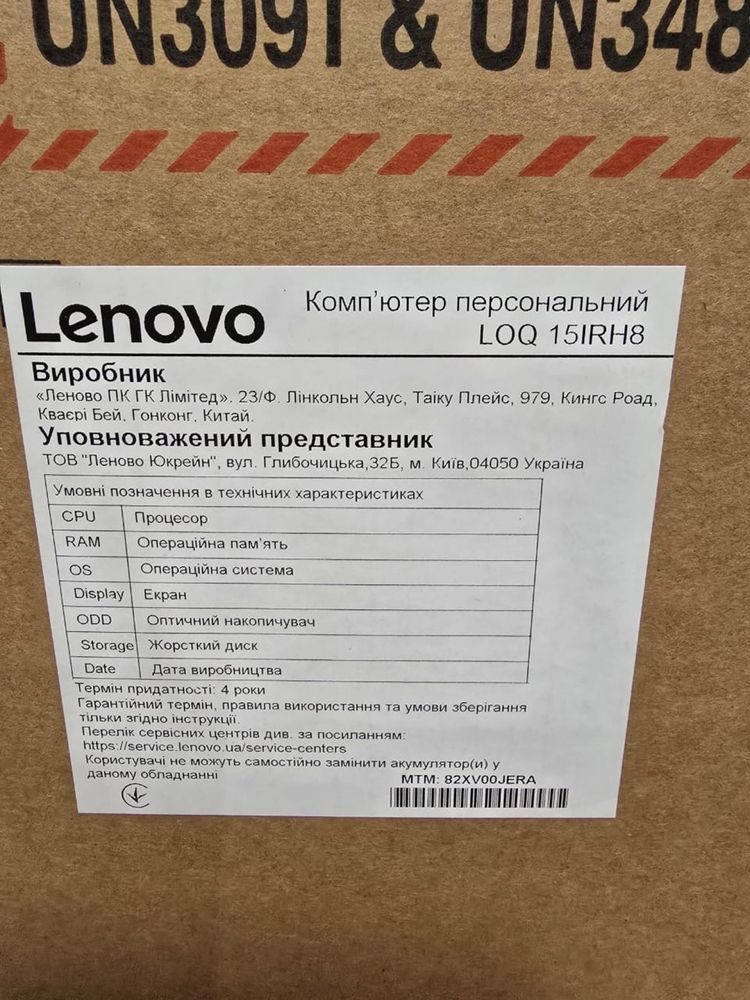 UN3091 & UN348
Lenovo
Комп'ютер персональний
LOQ 15IRH8
Виробник
«Леново ПК ГК Лімітед». 23/Ф. Лінкольн Хаус, Таіку Плейс, 979, Кингс Роад,
Кваєрі Бей, Гонконг, Китай.
Уповноважений представник
ТОВ "Леново Юкрейн", вул. Глибочицька,32Б, м. Київ,04050 Україна
Умовні позначення в технічних характеристиках
CPU Процесор
RAM Операційна пам'ять
OS Операційна система
Display Екран
ODD Оптичний накопичувач
Storage Жорсткий диск
Date Дата виробництва
Термін придатності: 4 роки
Гарантійний термін, правила використання та умови зберігання
тільки згідно інструкції.
Перелік сервісних центрів див. за посиланням:
https://service.lenovo.ua/service-centers
Користувачі не можуть самостійно замінити акумулятор(и) у
даному обладнанні
MTM: 82XV00JERA